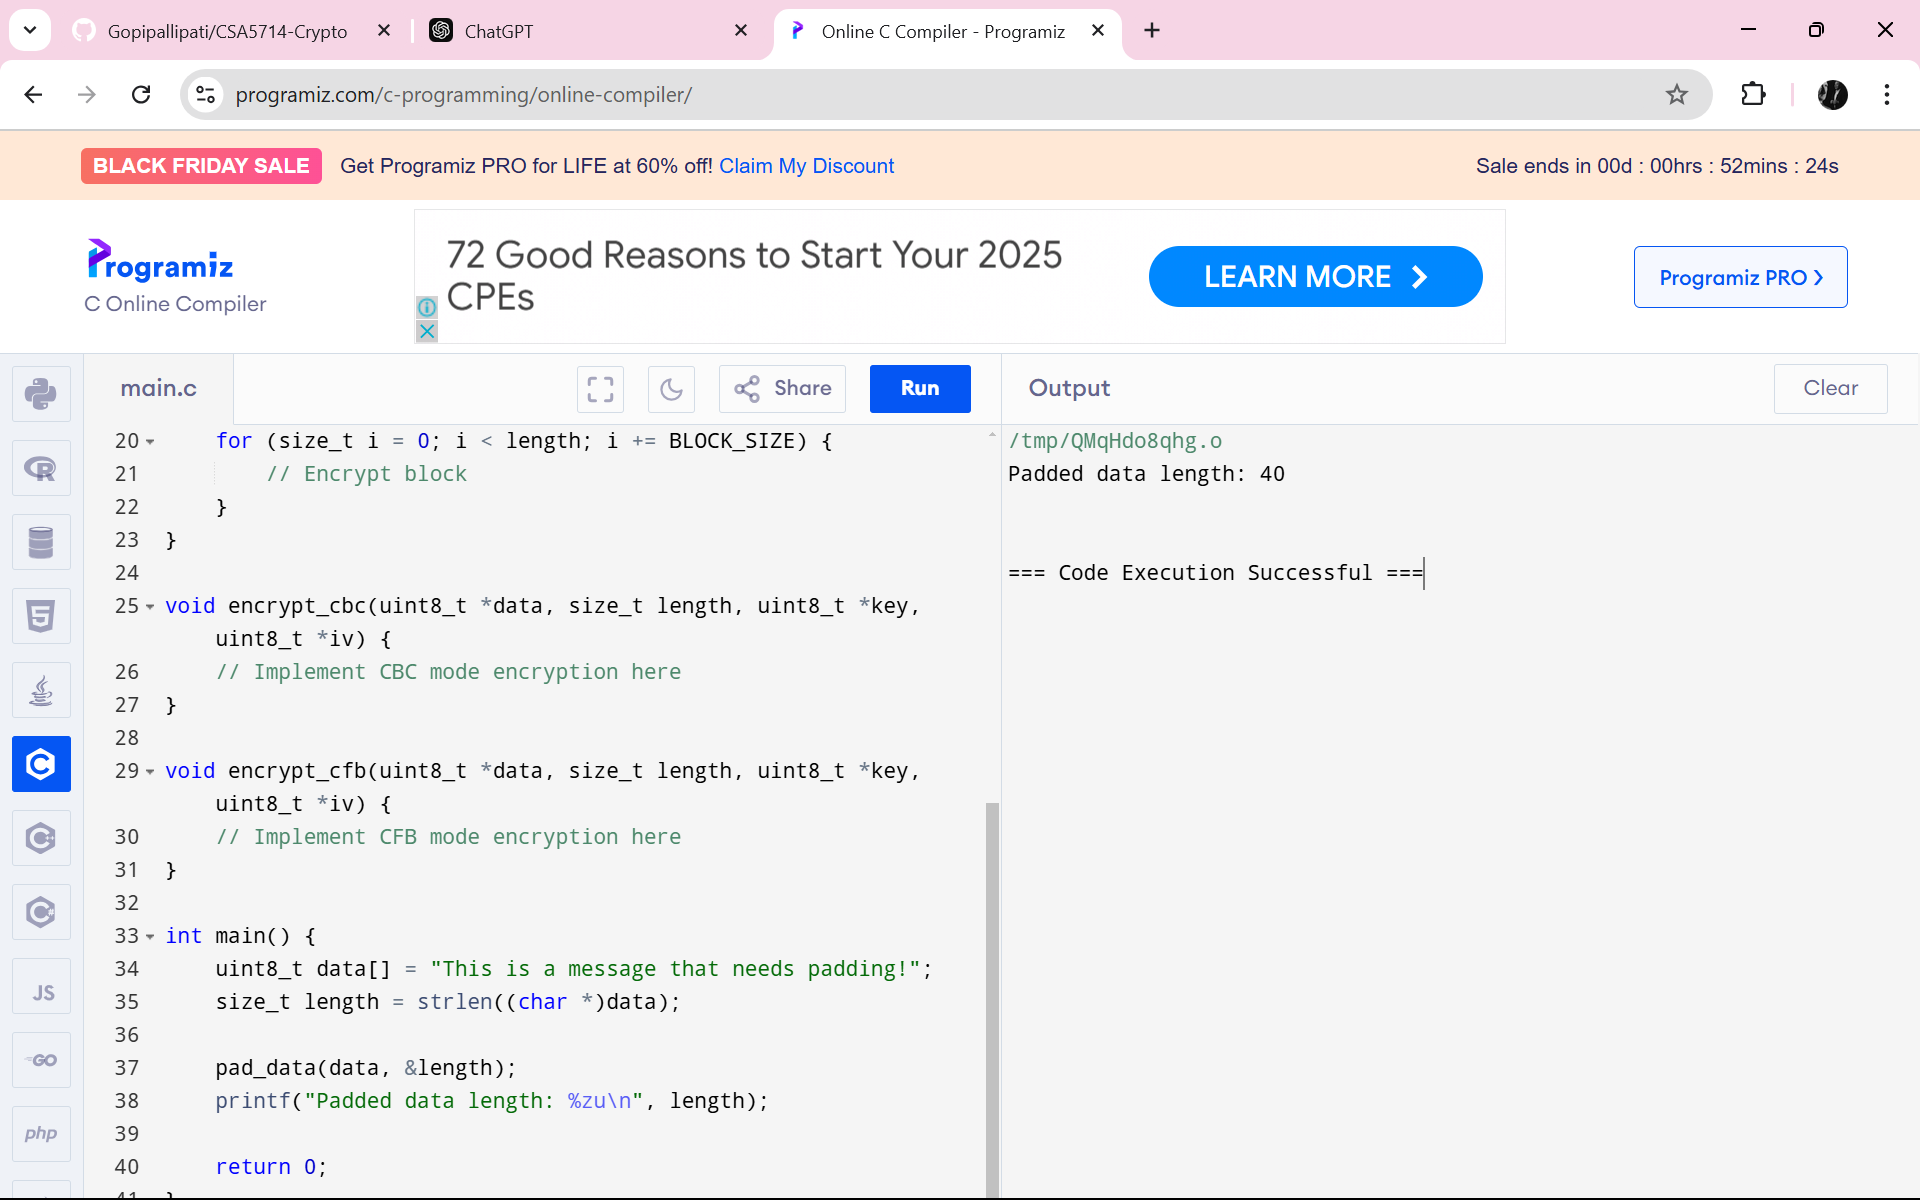 Gopipallipati/CSA5714-Crypto
ChatGPT
Online C Compiler - Programiz
programiz.com/c-programming/online-compiler/
BLACK FRIDAY SALE Get Programiz PRO for LIFE at 60% off! Claim My Discount
Sale ends in 00d : 00hrs : 52mins : 24s
Programiz
C Online Compiler
72 Good Reasons to Start Your 2025
CPEs
LEARN MORE
Programiz PRO
main.c
Share
Run
Output
Clear
20 for (size_t i = 0; i < length; i += BLOCK_SIZE) {
21 // Encrypt block
22 }
23 }
24
25 void encrypt_cbc(uint8_t *data, size_t length, uint8_t *key,
uint8_t *iv) {
26 // Implement CBC mode encryption here
27 }
28
29 void encrypt_cfb(uint8_t *data, size_t length, uint8_t *key,
uint8_t *iv) {
30 // Implement CFB mode encryption here
31 }
32
33 int main() {
34 uint8_t data[] = "This is a message that needs padding!";
35 size_t length = strlen((char *)data);
36
37 pad_data(data, &length);
38 printf("Padded data length: %zu\n", length);
39
40 return 0;
41 }
/tmp/QMqHdo8qhg.o
Padded data length: 40
=== Code Execution Successful ===
R
5
C
C++
C#
JS
GO
php